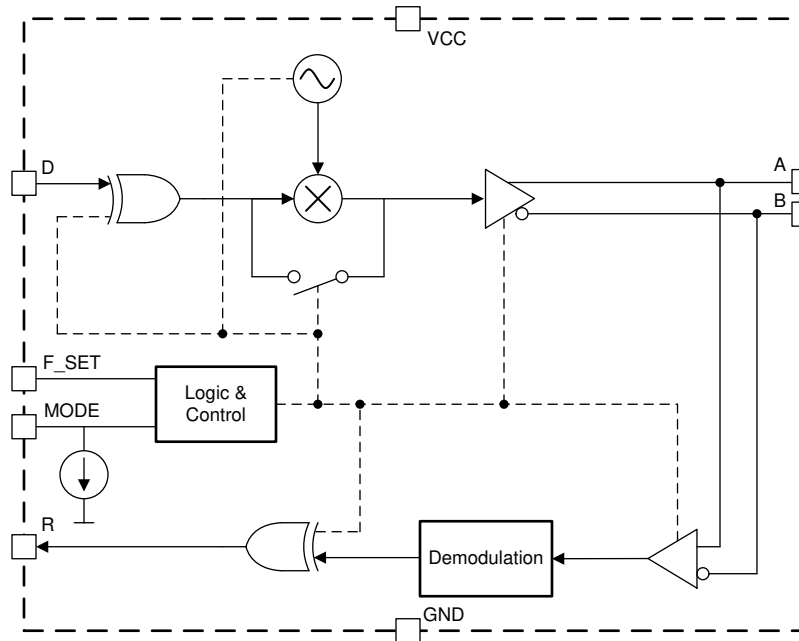 VCC
D
A
B
F_SET
Logic &
Control
MODE
R
Demodulation
GND